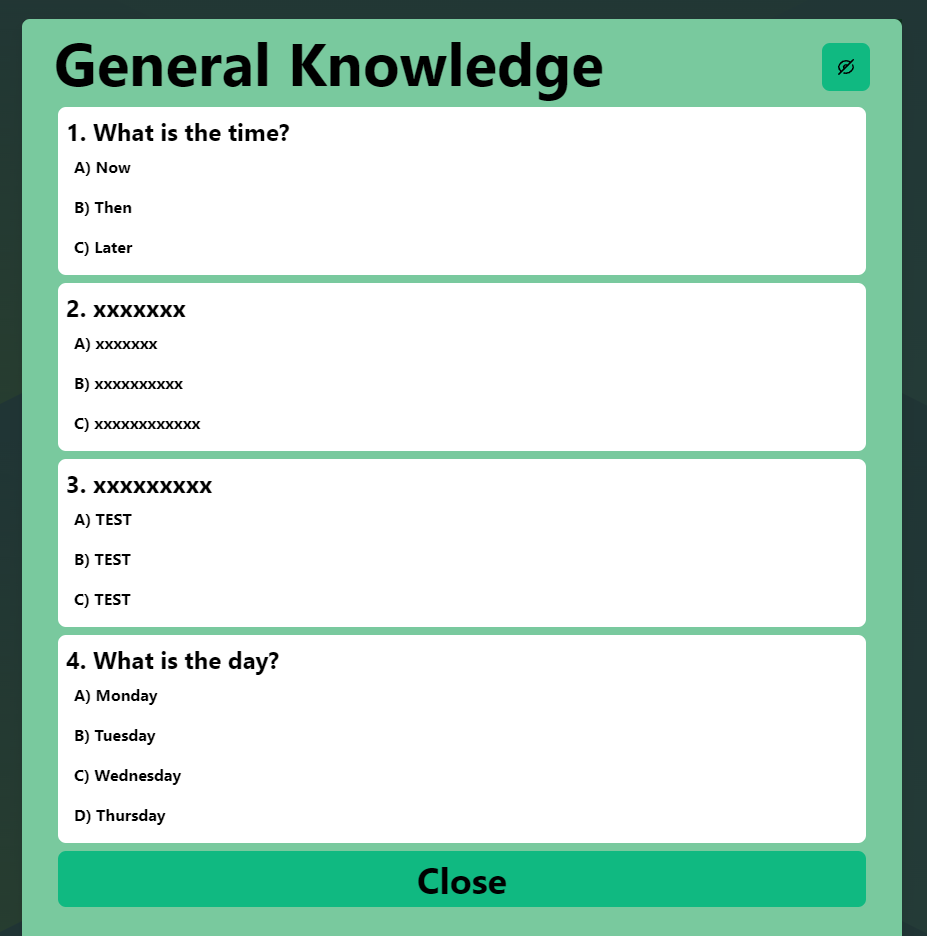 General Knowledge
1. What is the time?
A) Now
B) Then
C) Later
2. xxxxxxx
A) xxxxxxx
B) xxxxxxxxxx
C) xxxxxxxxxxxx
3. xxxxxxxxx
A) TEST
B) TEST
C) TEST
4. What is the day?
A) Monday
B) Tuesday
C) Wednesday
D) Thursday
Close